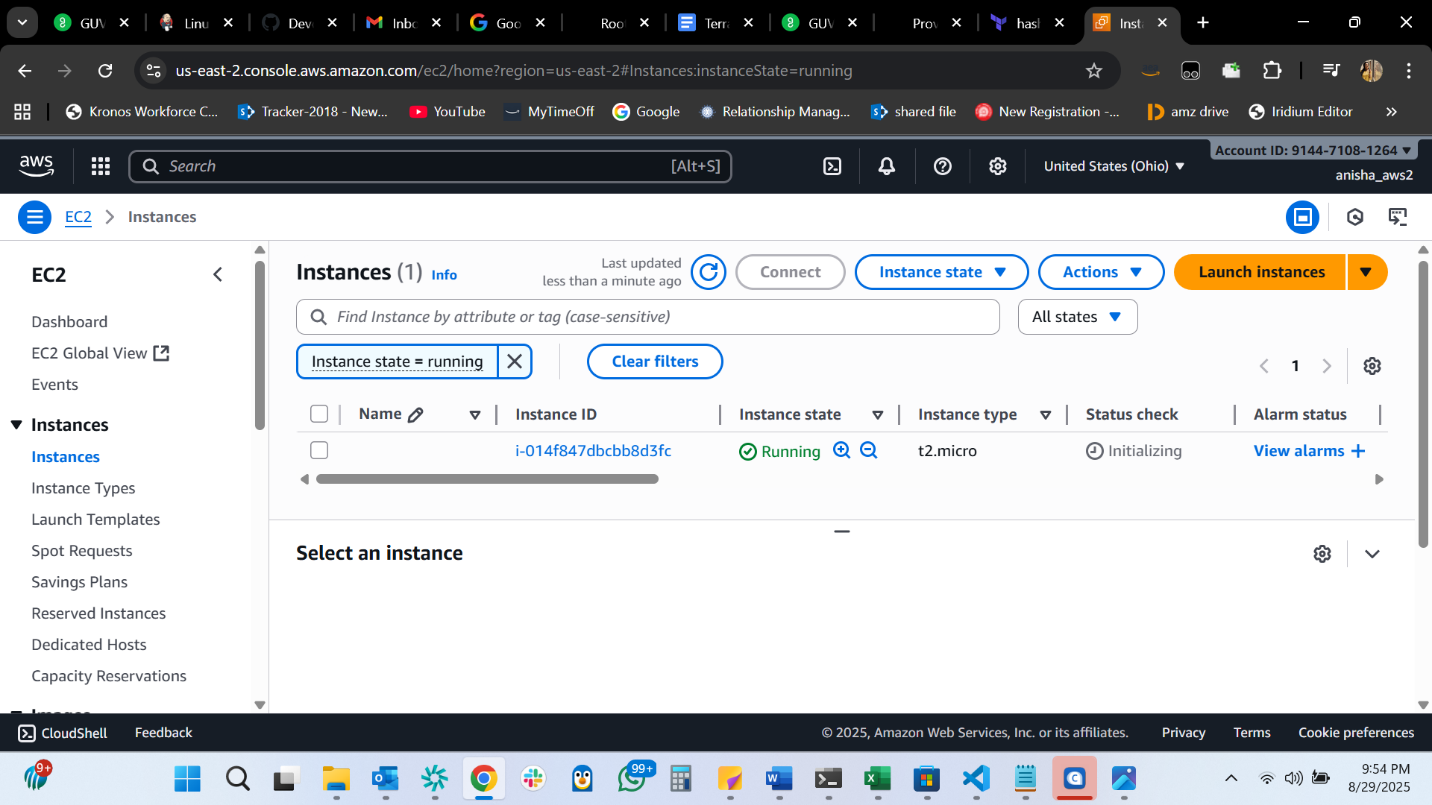 GUV
Linu
Dev
Inbo
Goo
Roo
Terra
GUV
Prov
hasl
Inst
us-east-2.console.aws.amazon.com/ec2/home?region=us-east-2#Instances:instanceState=running
Kronos Workforce C...
Tracker-2018 - New...
YouTube
MyTimeOff
Google
Relationship Manag...
shared file
New Registration -...
amz drive
Iridium Editor
aws
Search
[Alt+S]
United States (Ohio)
Account ID: 9144-7108-1264
anisha_aws2
EC2
Instances
EC2
Dashboard
EC2 Global View
Events
Instances
Instances
Instance Types
Launch Templates
Spot Requests
Savings Plans
Reserved Instances
Dedicated Hosts
Capacity Reservations
Instances (1) Info
Last updated
less than a minute ago
Connect
Instance state
Actions
Launch instances
Find Instance by attribute or tag (case-sensitive)
All states
Instance state = running
Clear filters
1
Name
Instance ID
Instance state
Instance type
Status check
Alarm status
i-014f847dbcbb8d3fc
Running
t2.micro
Initializing
View alarms
Select an instance
CloudShell
Feedback
© 2025, Amazon Web Services, Inc. or its affiliates.
Privacy
Terms
Cookie preferences
9+
99+
9:54 PM
8/29/2025